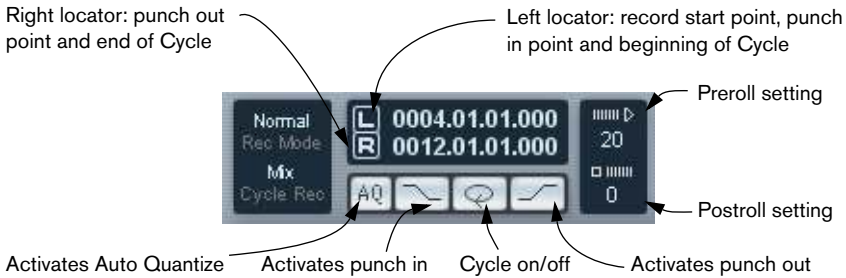 Right locator: punch out
point and end of Cycle
Left locator: record start point, punch
in point and beginning of Cycle
Preroll setting
Normal
Rec Mode
Mix
Cycle Rec
L 0004.01.01.000
R 0012.01.01.000
AQ
20
0
Postroll setting
Activates Auto Quantize
Activates punch in
Cycle on/off
Activates punch out